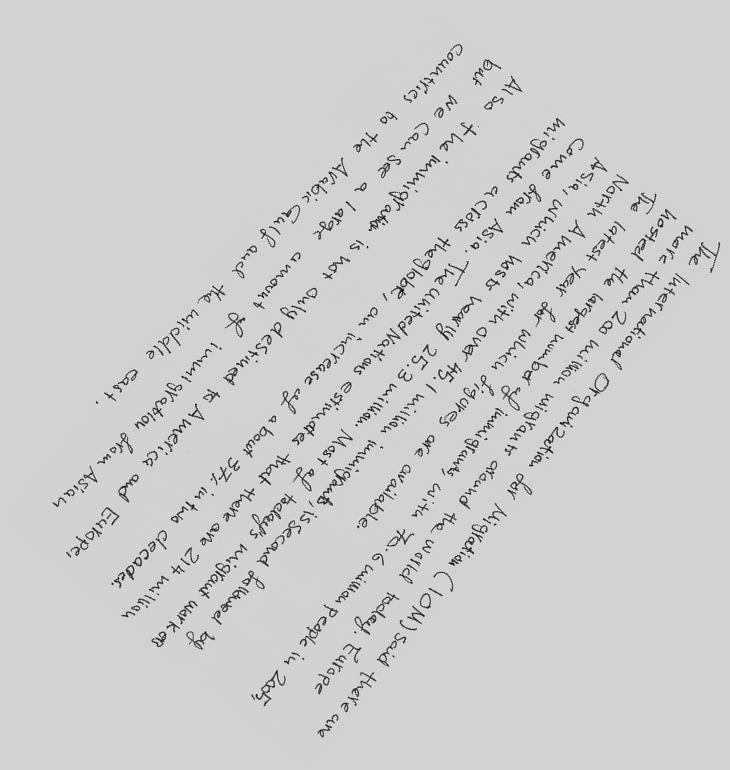 The International Organization for Migration (IOM) said there are
more than 200 million migrants around the world today. Europe
hosted the largest number of immigrants, with 70.6 million people in 2005,
The latest year for which figures are available.
North America, with over 45.1 million immigrants, is second followed by
Asia, which hosts nearly 25.3 million. Most of today's migrant workers
Come from Asia. The United Nations estimates that there are 214 million
migrants across the globe, an increase of about 37% in two decades.
Also the immigration is not only destined to America and Europe,
but we can see a large amount of immigration from Asian
countries to the Arabic Gulf and the middle east.